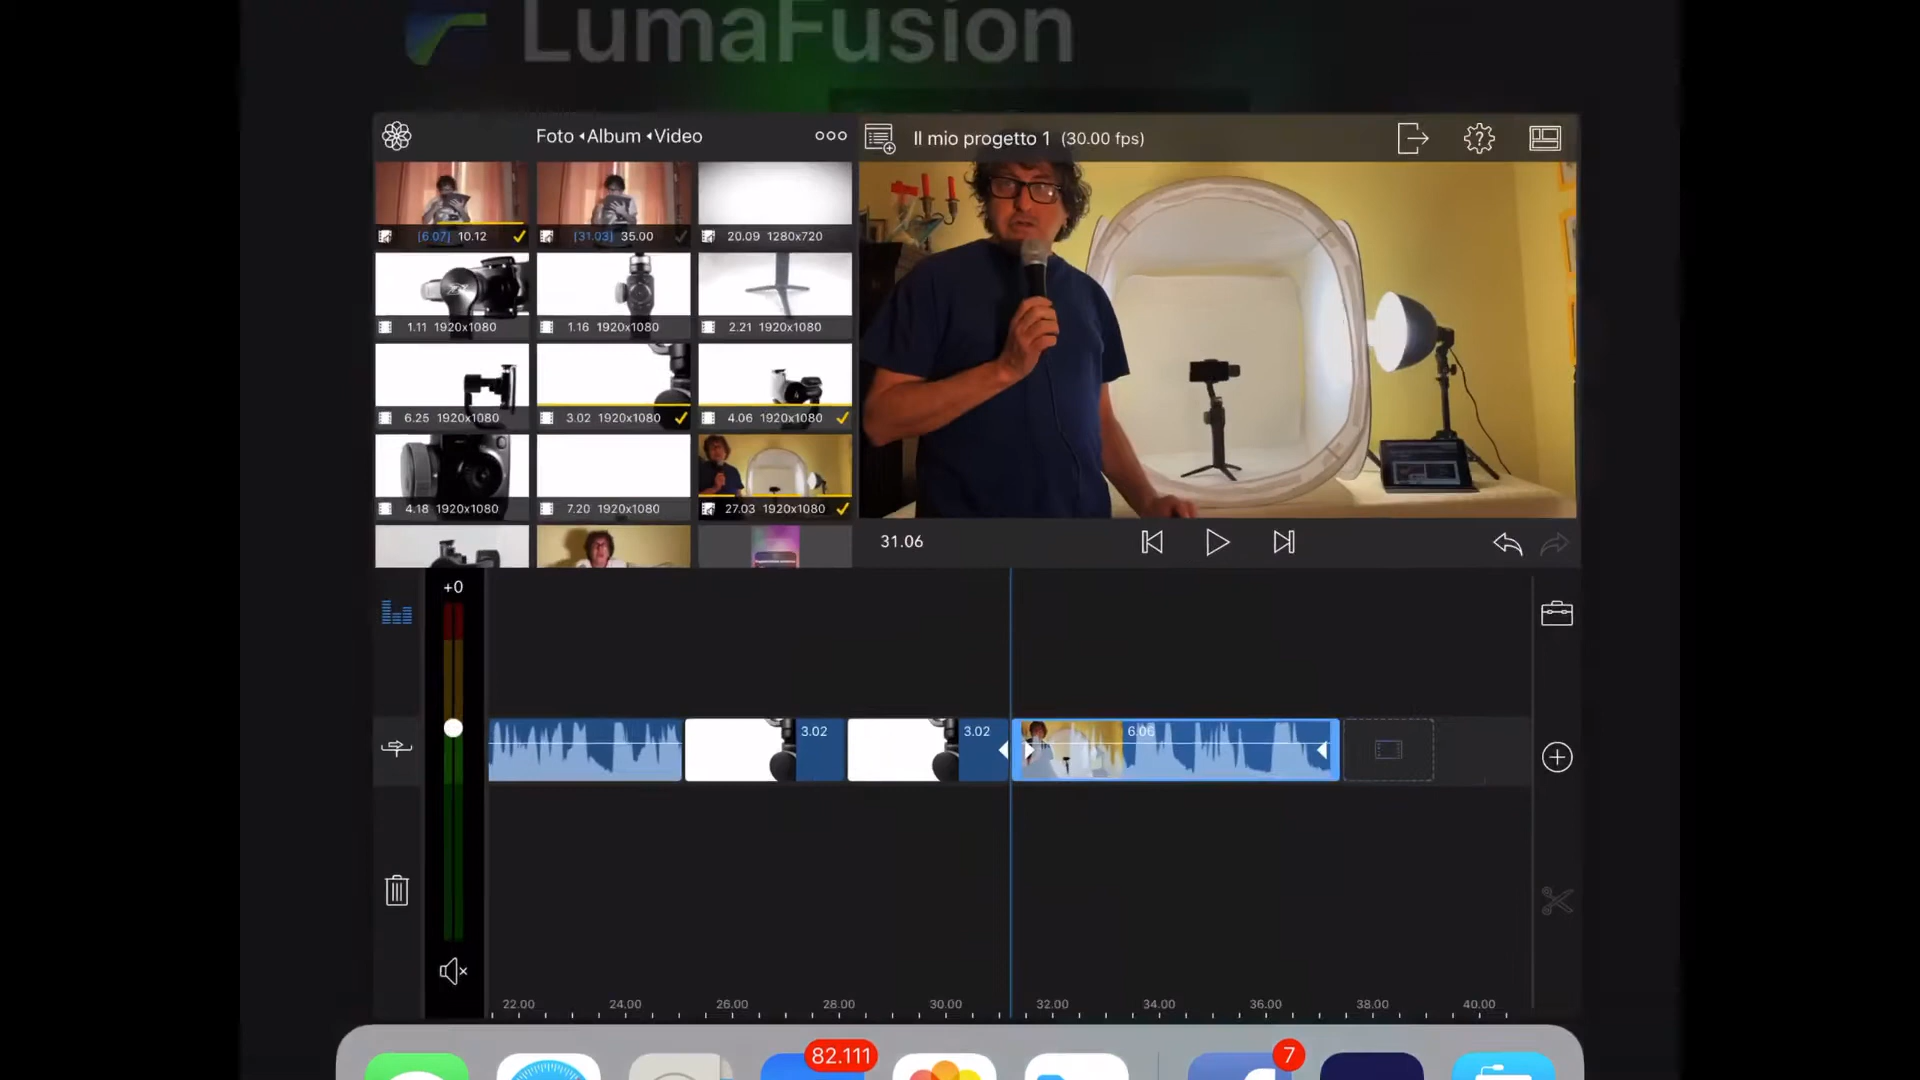 LumaFusion
Foto Album Video
Il mio progetto 1 (30.00 fps)
[6.07] 10.12
[31.03] 35.00
20.09 1280x720
1.11 1920x1080
1.16 1920x1080
2.21 1920x1080
6.25 1920x1080
3.02 1920x1080
4.06 1920x1080
4.18 1920x1080
7.20 1920x1080
27.03 1920x1080
31.06
+0
3.02
3.02
6.06
22.00 24.00 26.00 28.00 30.00 32.00 34.00 36.00 38.00 40.00
82.111
7